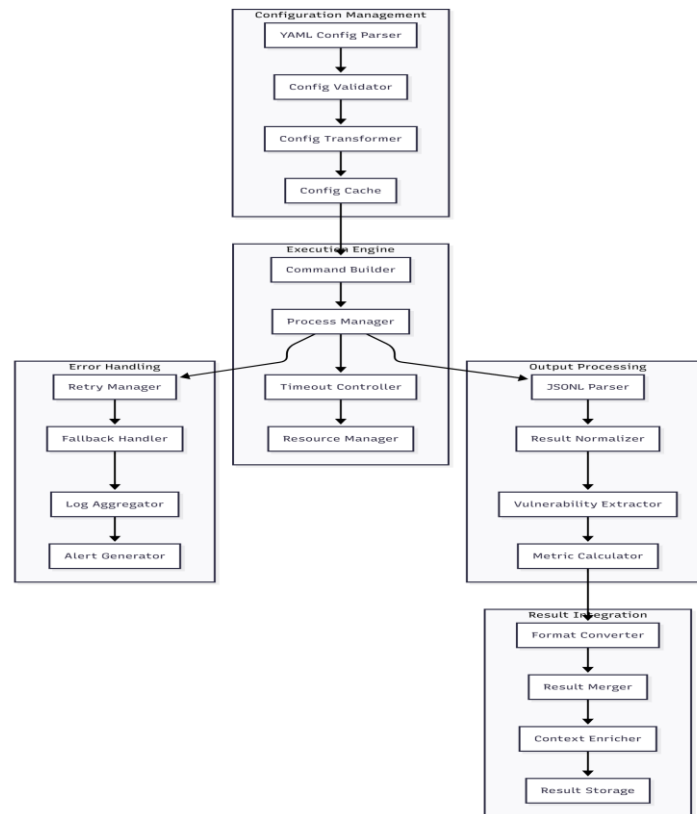 Configuration Management
YAML Config Parser
Config Validator
Config Transformer
Config Cache
Execution Engine
Command Builder
Process Manager
Error Handling
Retry Manager
Fallback Handler
Log Aggregator
Alert Generator
Timeout Controller
Resource Manager
Output Processing
JSONL Parser
Result Normalizer
Vulnerability Extractor
Metric Calculator
Result Integration
Format Converter
Result Merger
Context Enricher
Result Storage